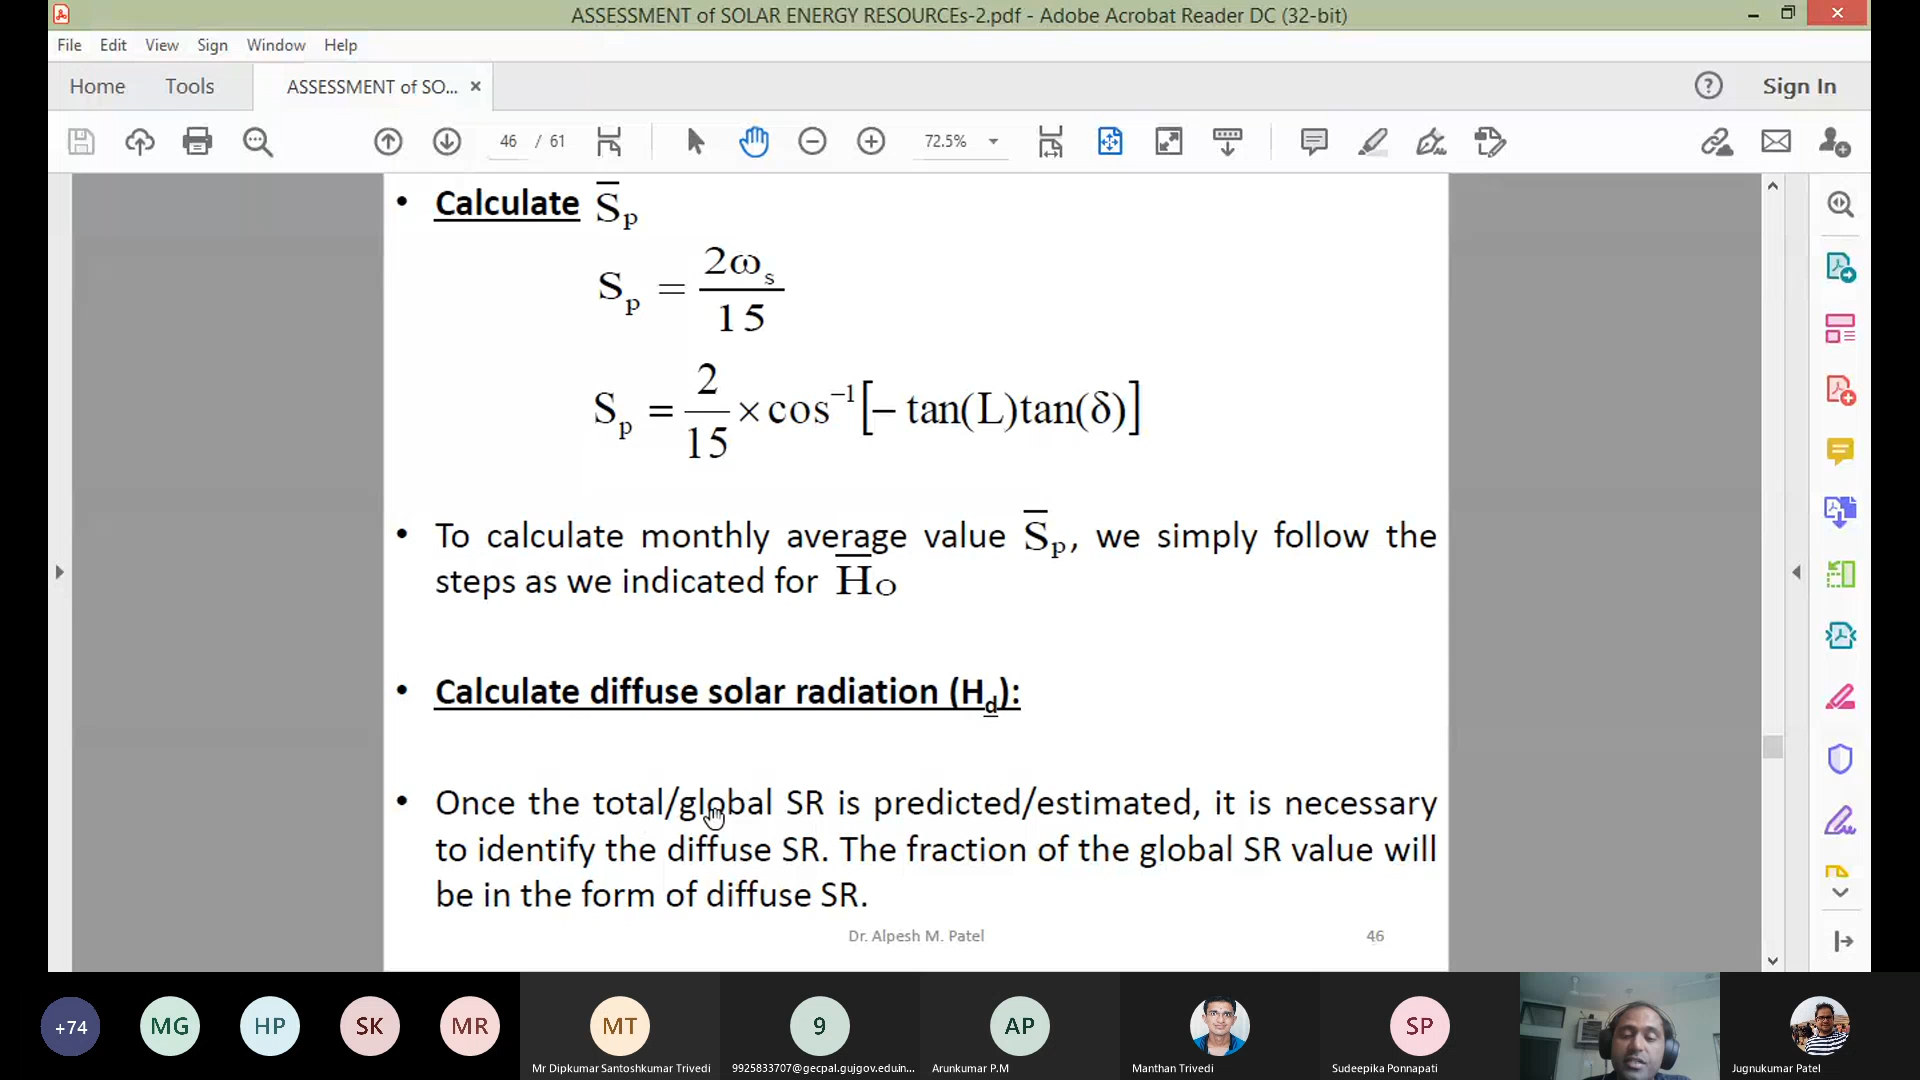 ASSESSMENT of SOLAR ENERGY RESOURCEs-2.pdf - Adobe Acrobat Reader DC (32-bit)
File Edit View Sign Window Help
Home Tools ASSESSMENT of SO... × ? Sign In
46 / 61 72.5%
• Calculate S̅p
Sp = 2ωs / 15
Sp = 2/15 × cos⁻¹[− tan(L)tan(δ)]
• To calculate monthly average value S̅p, we simply follow the
steps as we indicated for H̅O
• Calculate diffuse solar radiation (Hd):
• Once the total/global SR is predicted/estimated, it is necessary
to identify the diffuse SR. The fraction of the global SR value will
be in the form of diffuse SR.
Dr. Alpesh M. Patel 46
+74 MG HP SK MR MT 9 AP SP
Mr Dipkumar Santoshkumar Trivedi 9925833707@gecpal.gujgov.edu.in... Arunkumar P.M Manthan Trivedi Sudeepika Ponnapati Jugnukumar Patel